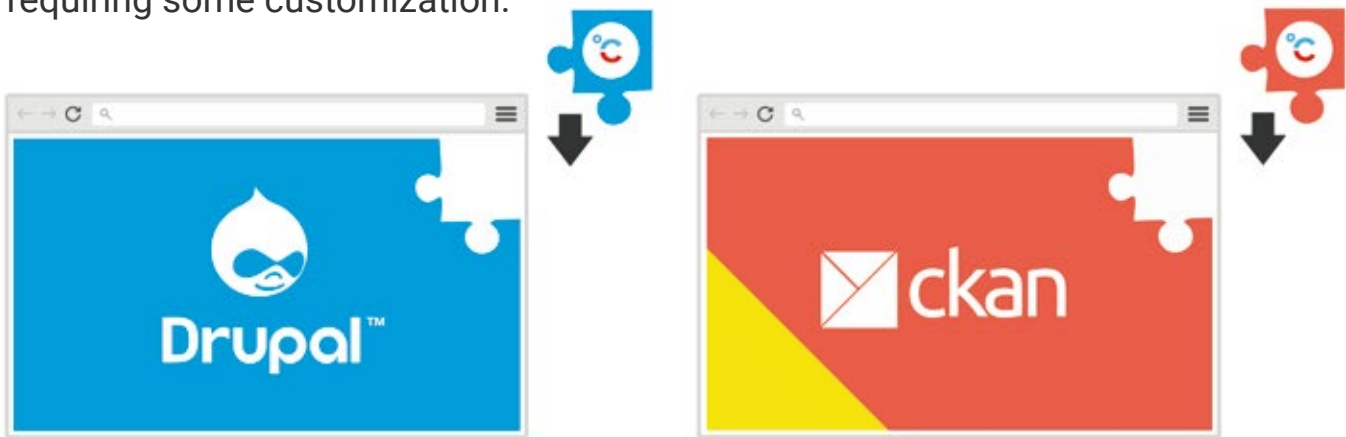 requiring some customization.
°C °C
Drupal™ ckan